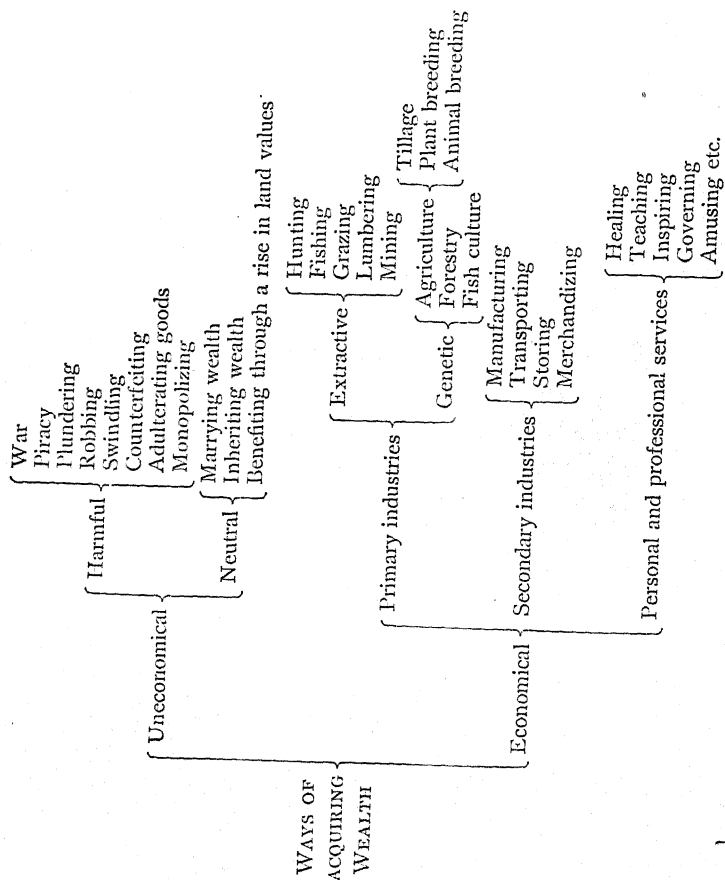 WAYS OF
ACQUIRING
WEALTH
Uneconomical
Harmful
War
Piracy
Plundering
Robbing
Swindling
Counterfeiting
Adulterating goods
Monopolizing
Neutral
Marrying wealth
Inheriting wealth
Benefiting through a rise in land values
Economical
Primary industries
Extractive
Hunting
Fishing
Grazing
Lumbering
Mining
Genetic
Agriculture
Tillage
Plant breeding
Animal breeding
Forestry
Fish culture
Secondary industries
Manufacturing
Transporting
Storing
Merchandizing
Personal and professional services
Healing
Teaching
Inspiring
Governing
Amusing etc.